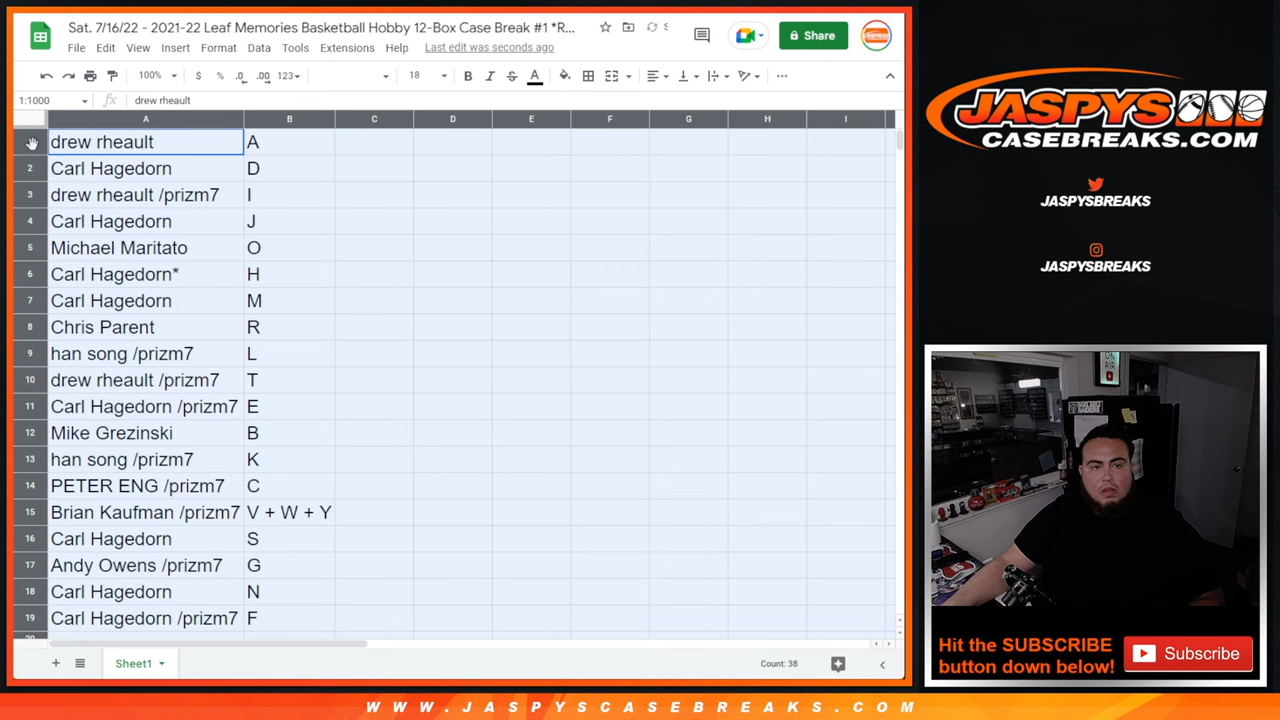 Sat. 7/16/22 - 2021-22 Leaf Memories Basketball Hobby 12-Box Case Break #1 *R...
File Edit View Insert Format Data Tools Extensions Help Last edit was seconds ago
Share
100% $ % .0 .00 123 18 B I S A
1:1000 fx drew rheault
A B C D E F G H I
drew rheault A
2 Carl Hagedorn D
3 drew rheault /prizm7 I
4 Carl Hagedorn J
5 Michael Maritato O
6 Carl Hagedorn* H
7 Carl Hagedorn M
8 Chris Parent R
9 han song /prizm7 L
10 drew rheault /prizm7 T
11 Carl Hagedorn /prizm7 E
12 Mike Grezinski B
13 han song /prizm7 K
14 PETER ENG /prizm7 C
15 Brian Kaufman /prizm7 V + W + Y
16 Carl Hagedorn S
17 Andy Owens /prizm7 G
18 Carl Hagedorn N
19 Carl Hagedorn /prizm7 F
Sheet1
Count: 38
JASPYS
CASEBREAKS.COM
JASPYSBREAKS
JASPYSBREAKS
ON AIR
Hit the SUBSCRIBE
button down below!
Subscribe
WWW.JASPYSCASEBREAKS.COM